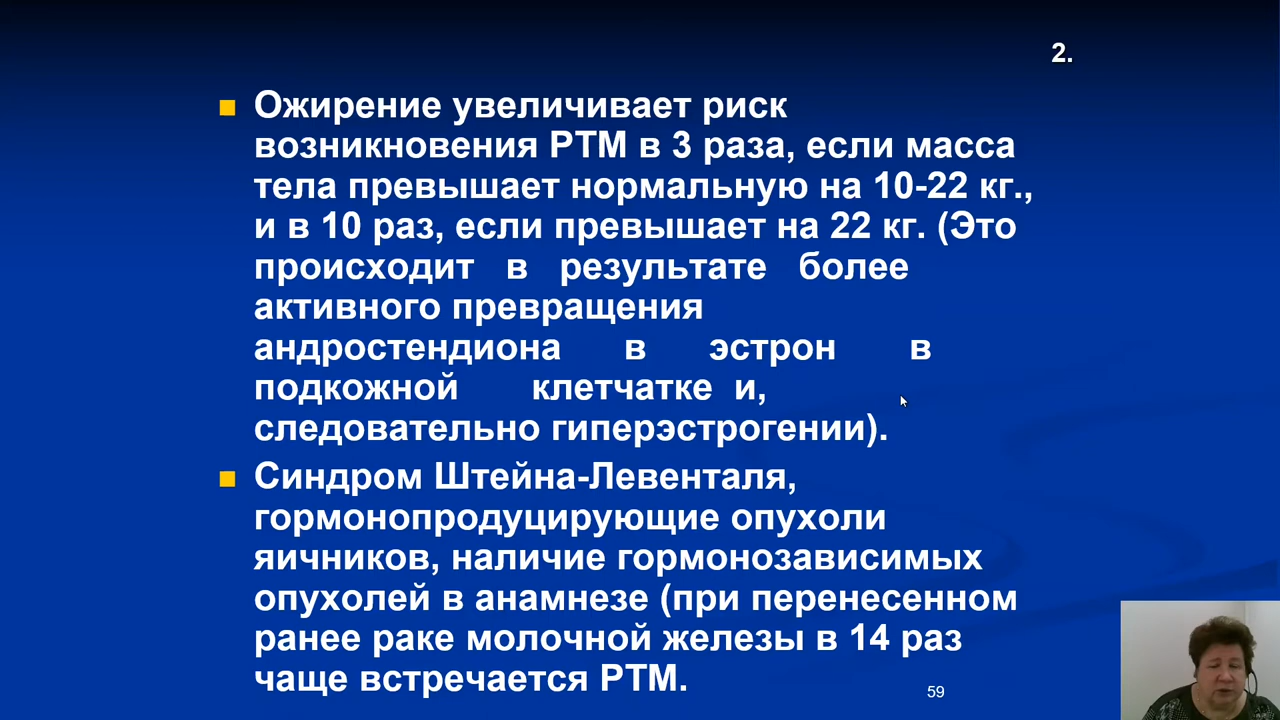 2.
Ожирение увеличивает риск
возникновения РТМ в 3 раза, если масса
тела превышает нормальную на 10-22 кг.,
и в 10 раз, если превышает на 22 кг. (Это
происходит в результате более
активного превращения
андростендиона в эстрон в
подкожной клетчатке и,
следовательно гиперэстрогении).
Синдром Штейна-Левенталя,
гормонопродуцирующие опухоли
яичников, наличие гормонозависимых
опухолей в анамнезе (при перенесенном
ранее раке молочной железы в 14 раз
чаще встречается РТМ.
59